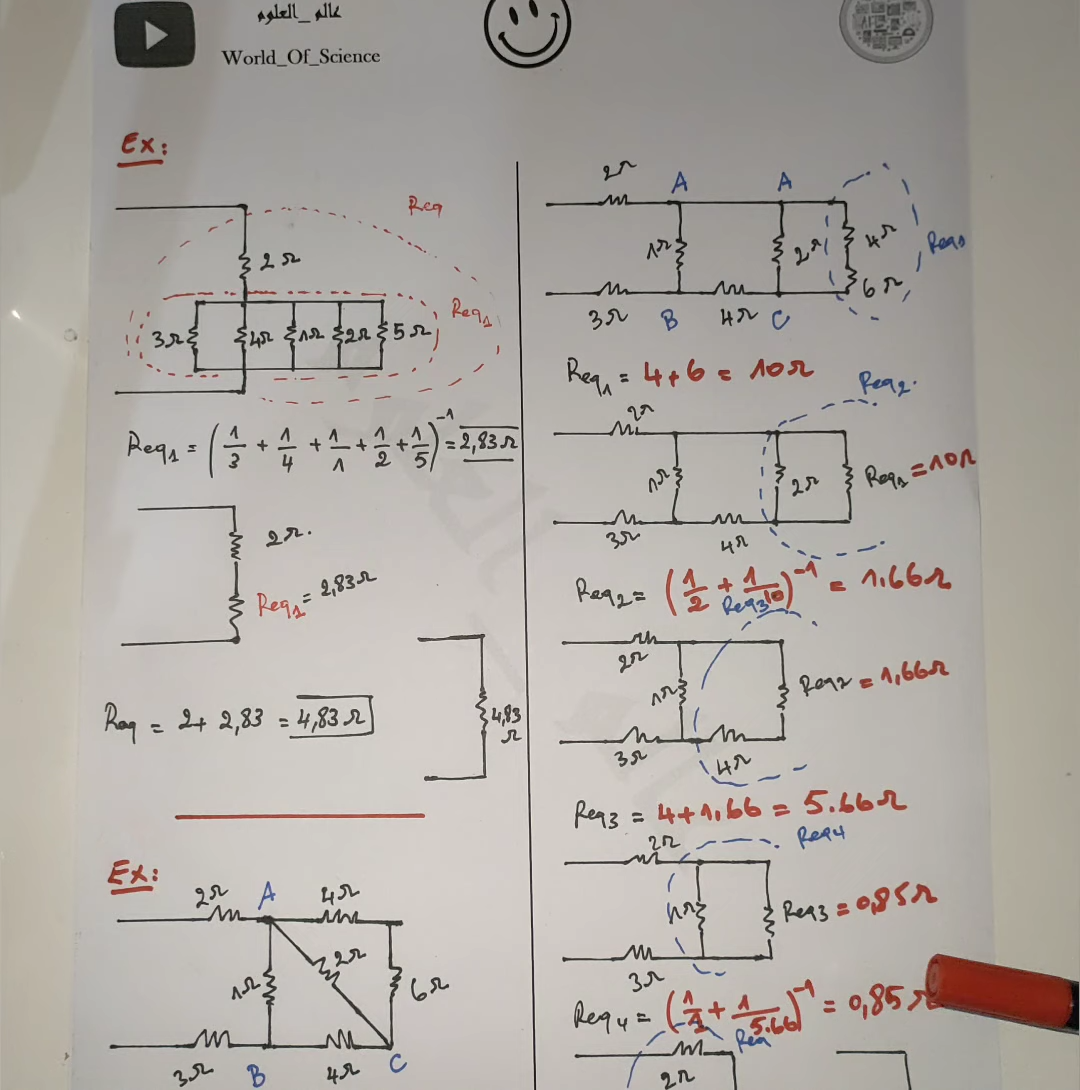 عالم_العلوم
World_Of_Science
Ex:
Req
2Ω
Req1
3Ω 4Ω 1Ω 2Ω 5Ω
Req1 = (1/3 + 1/4 + 1/1 + 1/2 + 1/5)^-1 = 2,83Ω
2Ω.
Req1 = 2,83Ω
Req = 2+ 2,83 = 4,83Ω
4,83
Ω
Ex:
2Ω A 4Ω
1Ω 2Ω 6Ω
3Ω B 4Ω C
2Ω A A
1Ω 2Ω 4Ω Req1
6Ω
3Ω B 4Ω C
Req1 = 4+6 = 10Ω
Req2.
2Ω
1Ω 2Ω Req1 = 10Ω
3Ω 4Ω
Req2 = (1/2 + 1/10)^-1 = 1.66Ω
Req3
2Ω
1Ω Req2 = 1,66Ω
3Ω 4Ω
Req3 = 4+1,66 = 5.66Ω
2Ω Req4
1Ω Req3 = 0,85Ω
3Ω
Req4 = (1/1 + 1/5.66)^-1 = 0,85Ω
Req
2Ω